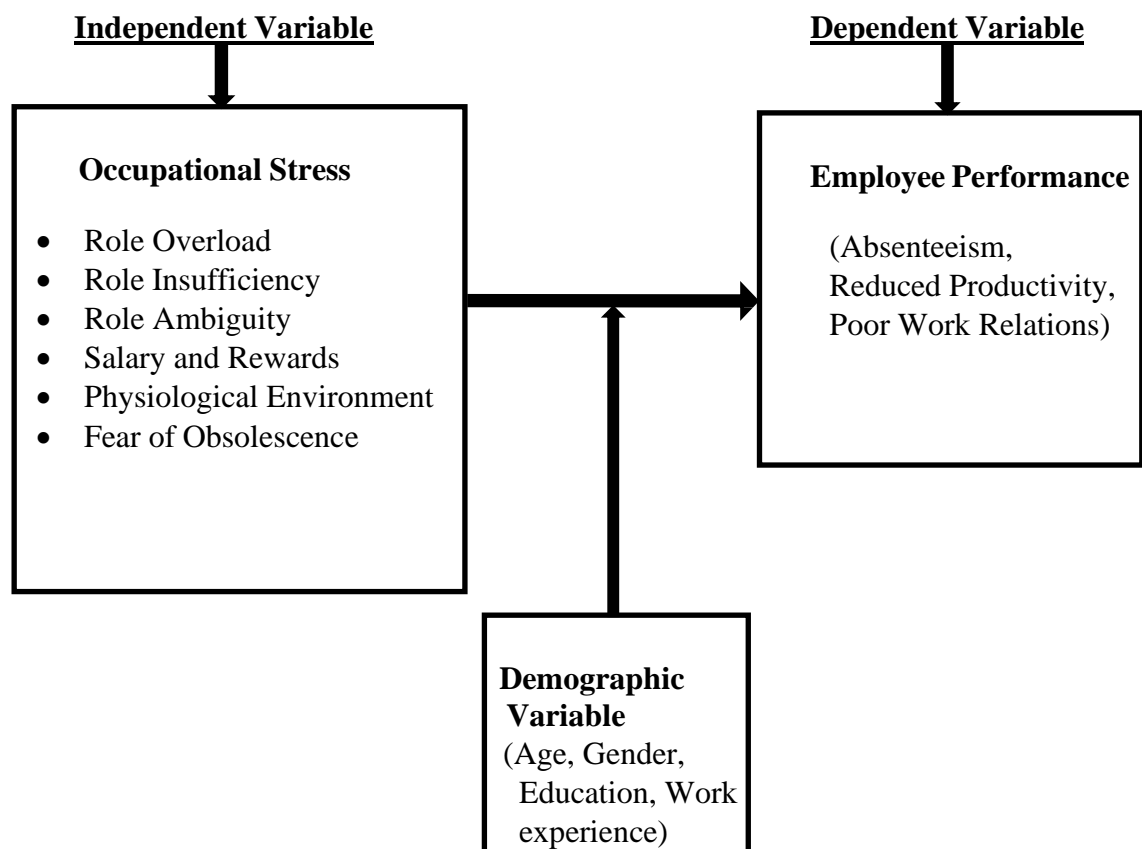 Independent Variable
Dependent Variable
Occupational Stress
• Role Overload
• Role Insufficiency
• Role Ambiguity
• Salary and Rewards
• Physiological Environment
• Fear of Obsolescence
Employee Performance
(Absenteeism,
Reduced Productivity,
Poor Work Relations)
Demographic
Variable
(Age, Gender,
Education, Work
experience)